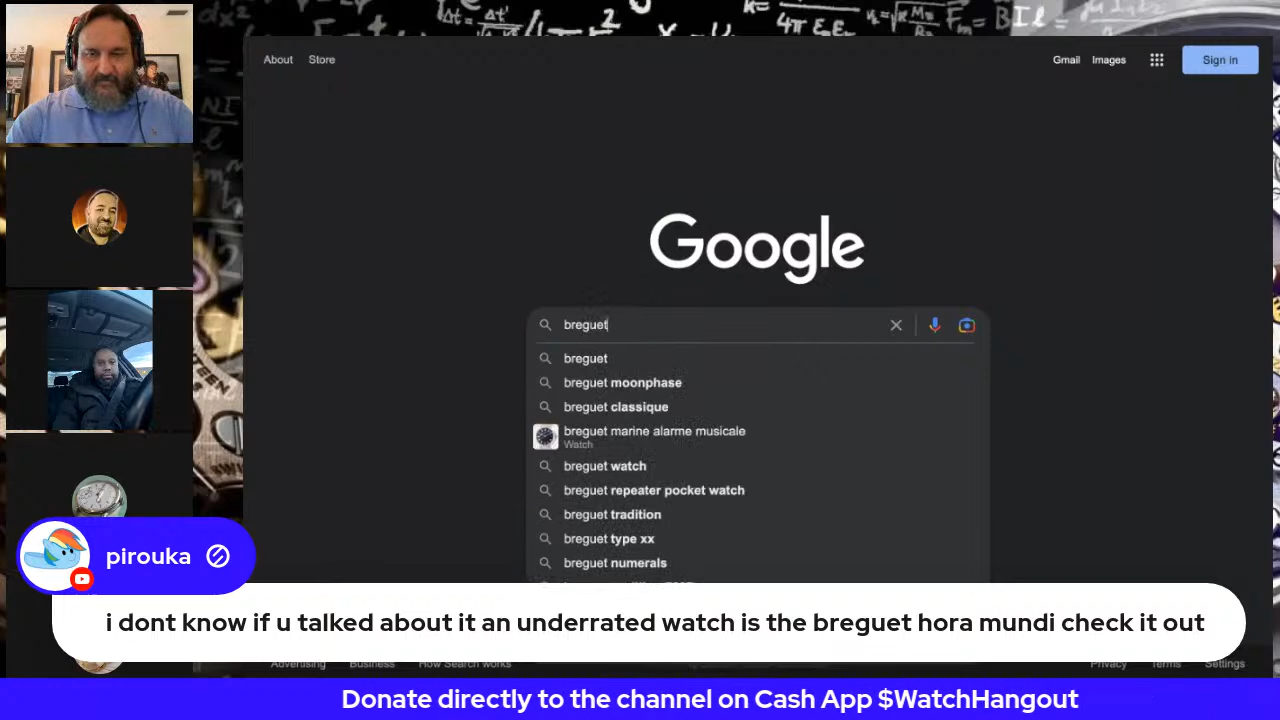 About
Store
Gmail
Images
Sign in
Google
breguet
breguet
breguet moonphase
breguet classique
breguet marine alarme musicale
Watch
breguet watch
breguet repeater pocket watch
breguet tradition
breguet type xx
breguet numerals
pirouka
i dont know if u talked about it an underrated watch is the breguet hora mundi check it out
Advertising
Business
How Search works
Privacy
Terms
Settings
Donate directly to the channel on Cash App $WatchHangout